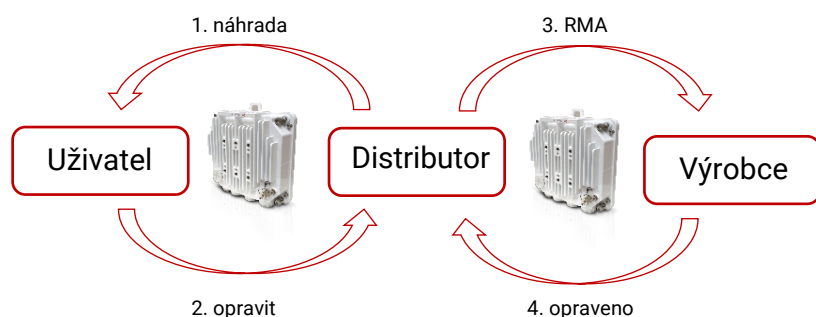 1. náhrada
3. RMA
Uživatel
Distributor
Výrobce
2. opravit
4. opraveno